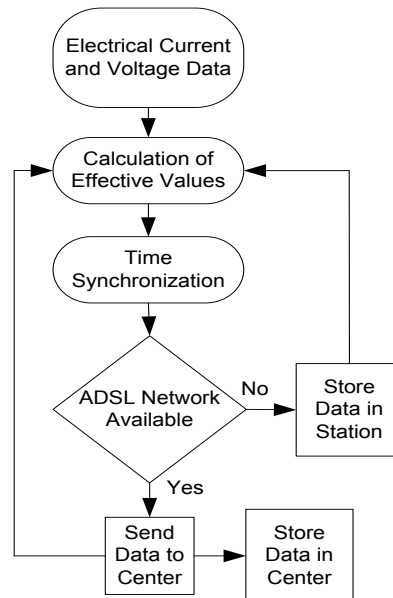 Electrical Current
and Voltage Data
Calculation of
Effective Values
Time
Synchronization
ADSL Network
Available
No
Store
Data in
Station
Yes
Send
Data to
Center
Store
Data in
Center